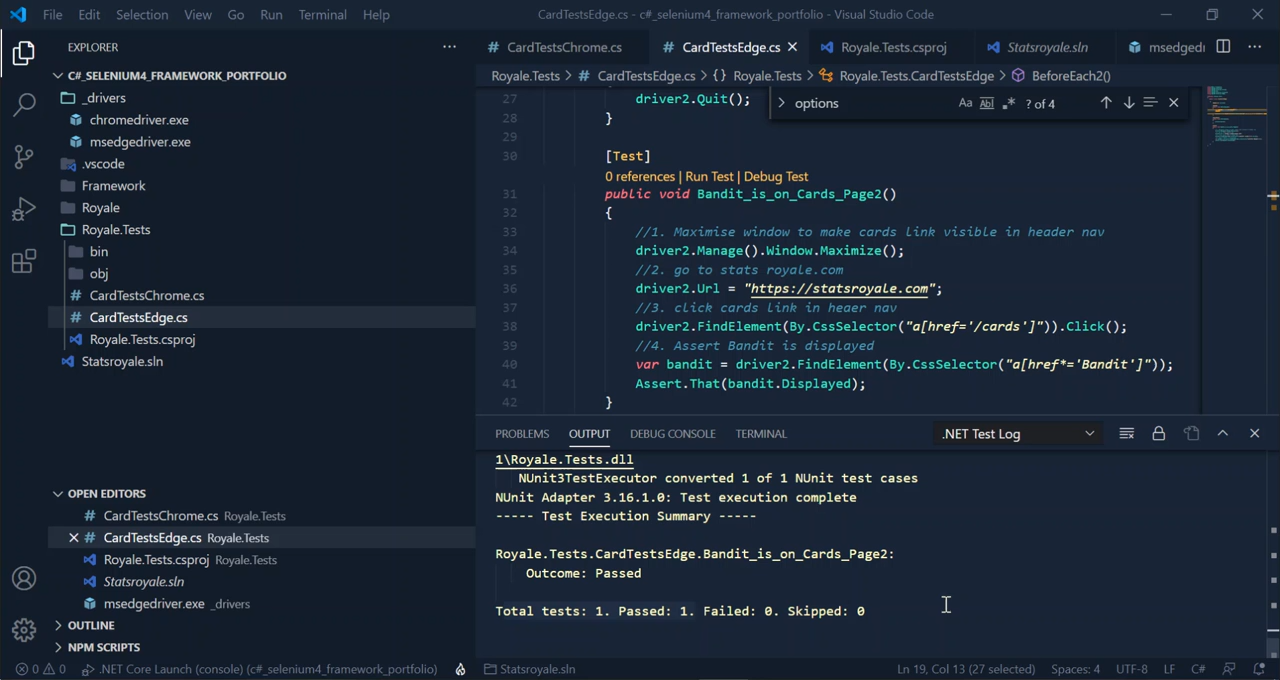 File Edit Selection View Go Run Terminal Help
CardTestsEdge.cs - c#_selenium4_framework_portfolio - Visual Studio Code
EXPLORER
C#_SELENIUM4_FRAMEWORK_PORTFOLIO
_drivers
chromedriver.exe
msedgedriver.exe
.vscode
Framework
Royale
Royale.Tests
bin
obj
# CardTestsChrome.cs
# CardTestsEdge.cs
Royale.Tests.csproj
Statsroyale.sln
OPEN EDITORS
# CardTestsChrome.cs Royale.Tests
# CardTestsEdge.cs Royale.Tests
Royale.Tests.csproj Royale.Tests
Statsroyale.sln
msedgedriver.exe _drivers
OUTLINE
NPM SCRIPTS
# CardTestsChrome.cs # CardTestsEdge.cs Royale.Tests.csproj Statsroyale.sln msedgedri
Royale.Tests > # CardTestsEdge.cs > {} Royale.Tests > Royale.Tests.CardTestsEdge > BeforeEach2()
options Aa Abl .* ? of 4
27 driver2.Quit();
28 }
29
30 [Test]
0 references | Run Test | Debug Test
31 public void Bandit_is_on_Cards_Page2()
32 {
33 //1. Maximise window to make cards link visible in header nav
34 driver2.Manage().Window.Maximize();
35 //2. go to stats royale.com
36 driver2.Url = "https://statsroyale.com";
37 //3. click cards link in heaer nav
38 driver2.FindElement(By.CssSelector("a[href='/cards']")).Click();
39 //4. Assert Bandit is displayed
40 var bandit = driver2.FindElement(By.CssSelector("a[href*='Bandit']"));
41 Assert.That(bandit.Displayed);
42 }
PROBLEMS OUTPUT DEBUG CONSOLE TERMINAL .NET Test Log
1\Royale.Tests.dll
NUnit3TestExecutor converted 1 of 1 NUnit test cases
NUnit Adapter 3.16.1.0: Test execution complete
----- Test Execution Summary -----
Royale.Tests.CardTestsEdge.Bandit_is_on_Cards_Page2:
Outcome: Passed
Total tests: 1. Passed: 1. Failed: 0. Skipped: 0
0 0 .NET Core Launch (console) (c#_selenium4_framework_portfolio) Statsroyale.sln Ln 19, Col 13 (27 selected) Spaces: 4 UTF-8 LF C#